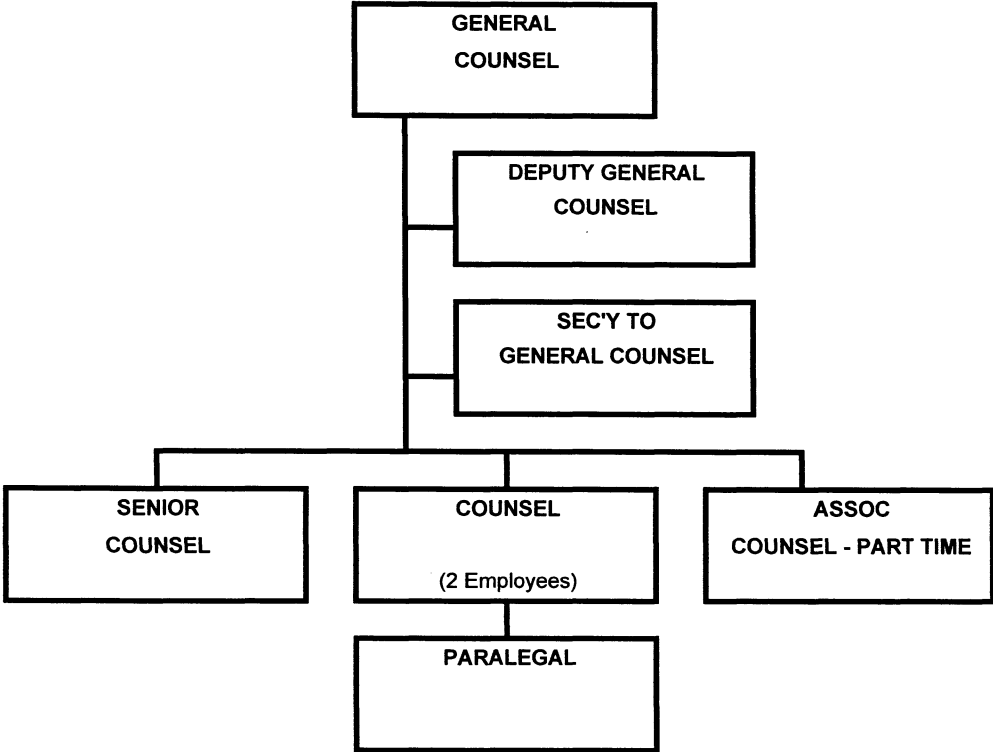 GENERAL
COUNSEL
DEPUTY GENERAL
COUNSEL
SEC'Y TO
GENERAL COUNSEL
SENIOR
COUNSEL
COUNSEL
(2 Employees)
ASSOC
COUNSEL - PART TIME
PARALEGAL